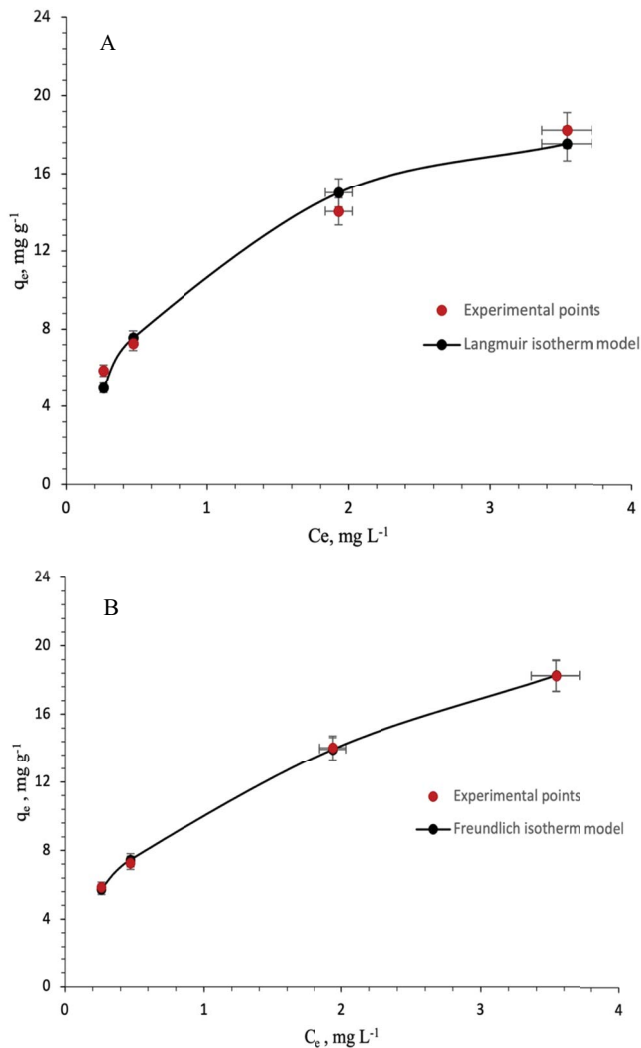 A
24
20
16
12
8
4
0
qe, mg g-1
0 1 2 3 4
Ce, mg L-1
Experimental points
Langmuir isotherm model
B
24
20
16
12
8
4
0
qe , mg g-1
0 1 2 3 4
Ce , mg L-1
Experimental points
Freundlich isotherm model